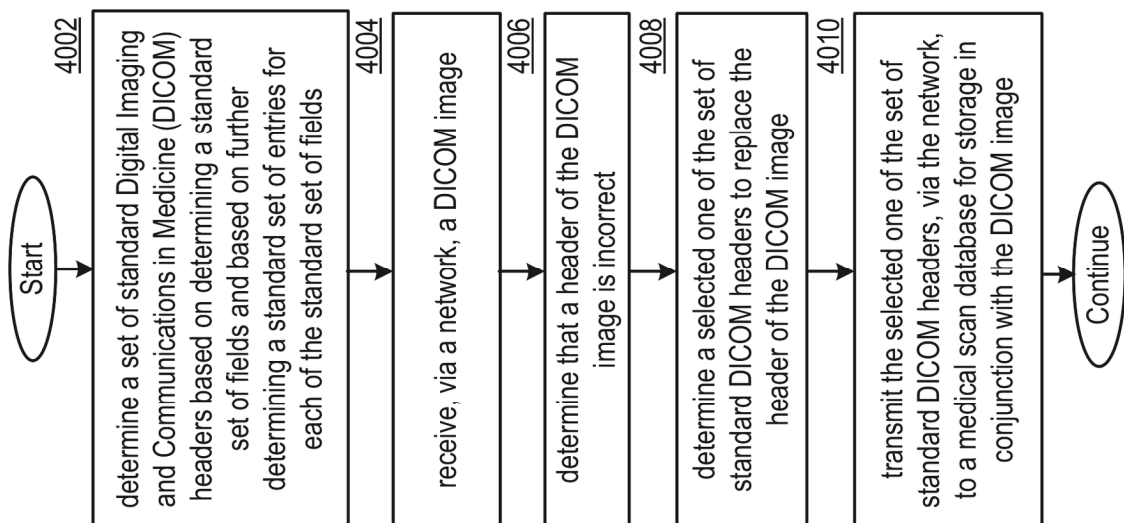 Start
4002
determine a set of standard Digital Imaging
and Communications in Medicine (DICOM)
headers based on determining a standard
set of fields and based on further
determining a standard set of entries for
each of the standard set of fields
4004
receive, via a network, a DICOM image
4006
determine that a header of the DICOM
image is incorrect
4008
determine a selected one of the set of
standard DICOM headers to replace the
header of the DICOM image
4010
transmit the selected one of the set of
standard DICOM headers, via the network,
to a medical scan database for storage in
conjunction with the DICOM image
Continue